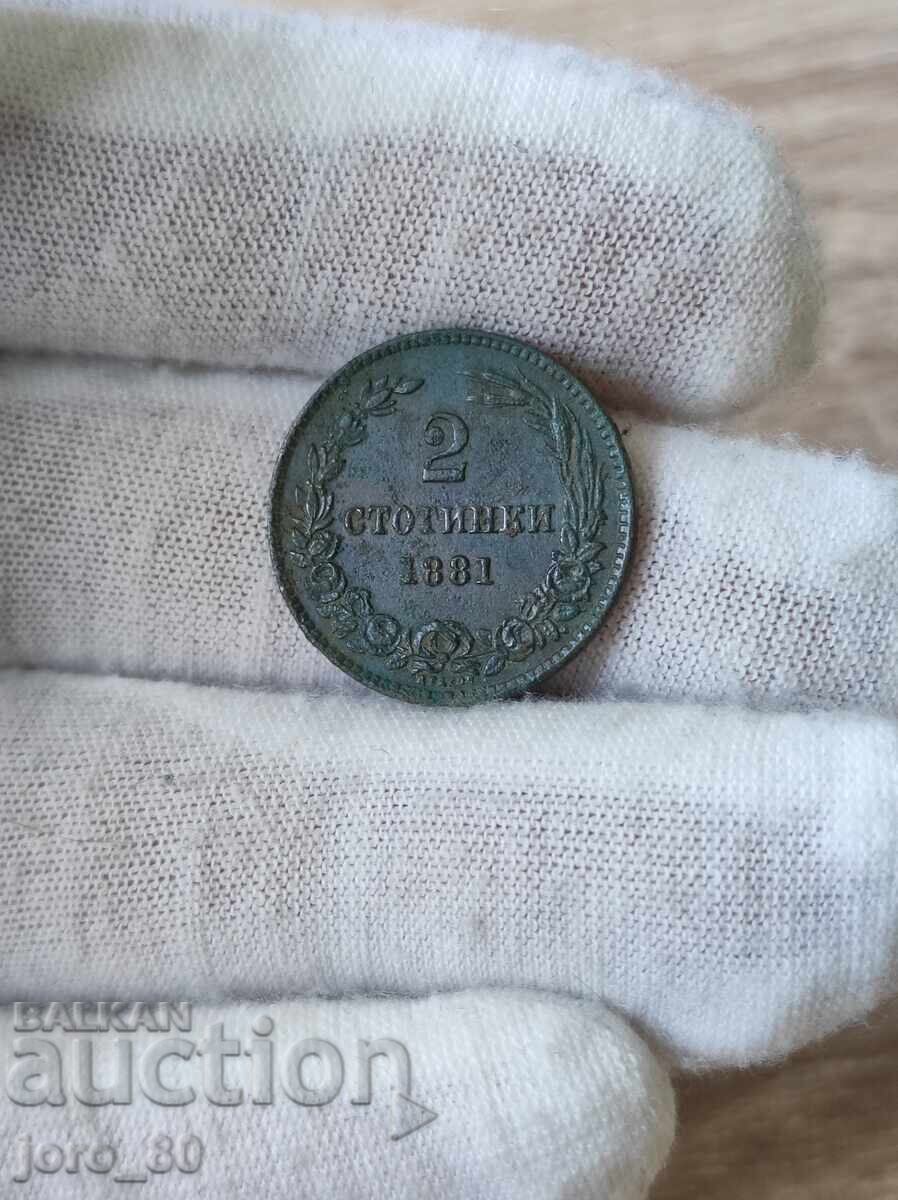 2
СТОТИНКИ
1881
BALKAN
auction
joro_80